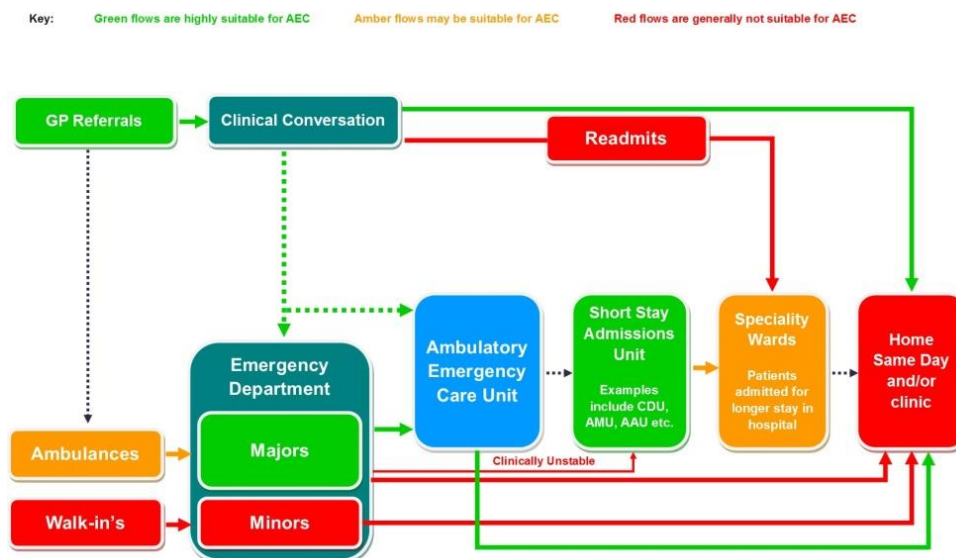 Key: Green flows are highly suitable for AEC Amber flows may be suitable for AEC Red flows are generally not suitable for AEC
GP Referrals
Clinical Conversation
Readmits
Ambulatory
Emergency
Care Unit
Short Stay
Admissions
Unit
Examples
include CDU,
AMU, AAU etc.
Speciality
Wards
Patients
admitted for
longer stay in
hospital
Home
Same Day
and/or
clinic
Emergency
Department
Ambulances
Majors
Clinically Unstable
Walk-in's
Minors